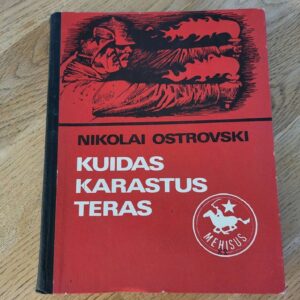 NIKOLAI OSTROVSKI
KUIDAS
KARASTUS
TERAS
MEHISUS